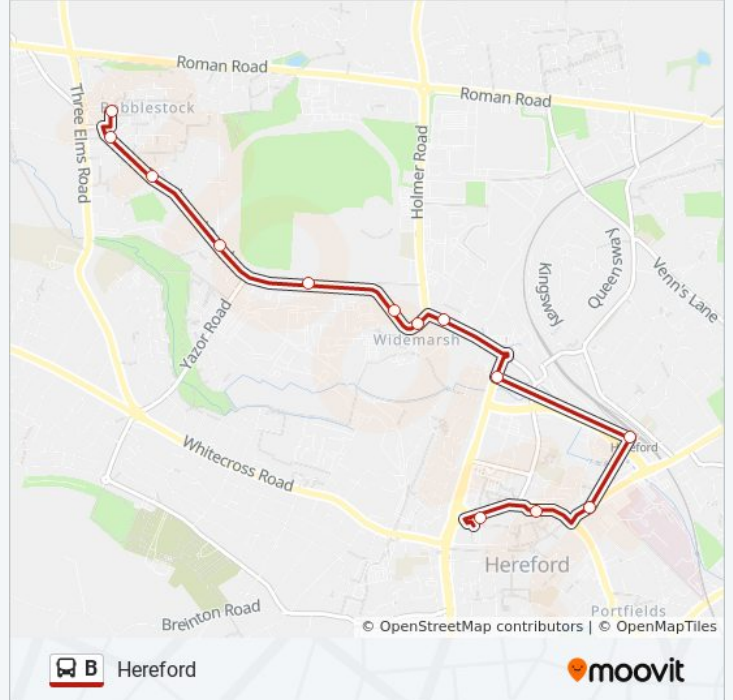 Roman Road
Roman Road
Bobblestock
Three Elms Road
Holmer Road
Kingsway
Queensway
Venn's Lane
Yazor Road
Widemarsh
Hereford
Whitecross Road
Hereford
Breinton Road
Portfields
© OpenStreetMap contributors | © OpenMapTiles
B Hereford
moovit